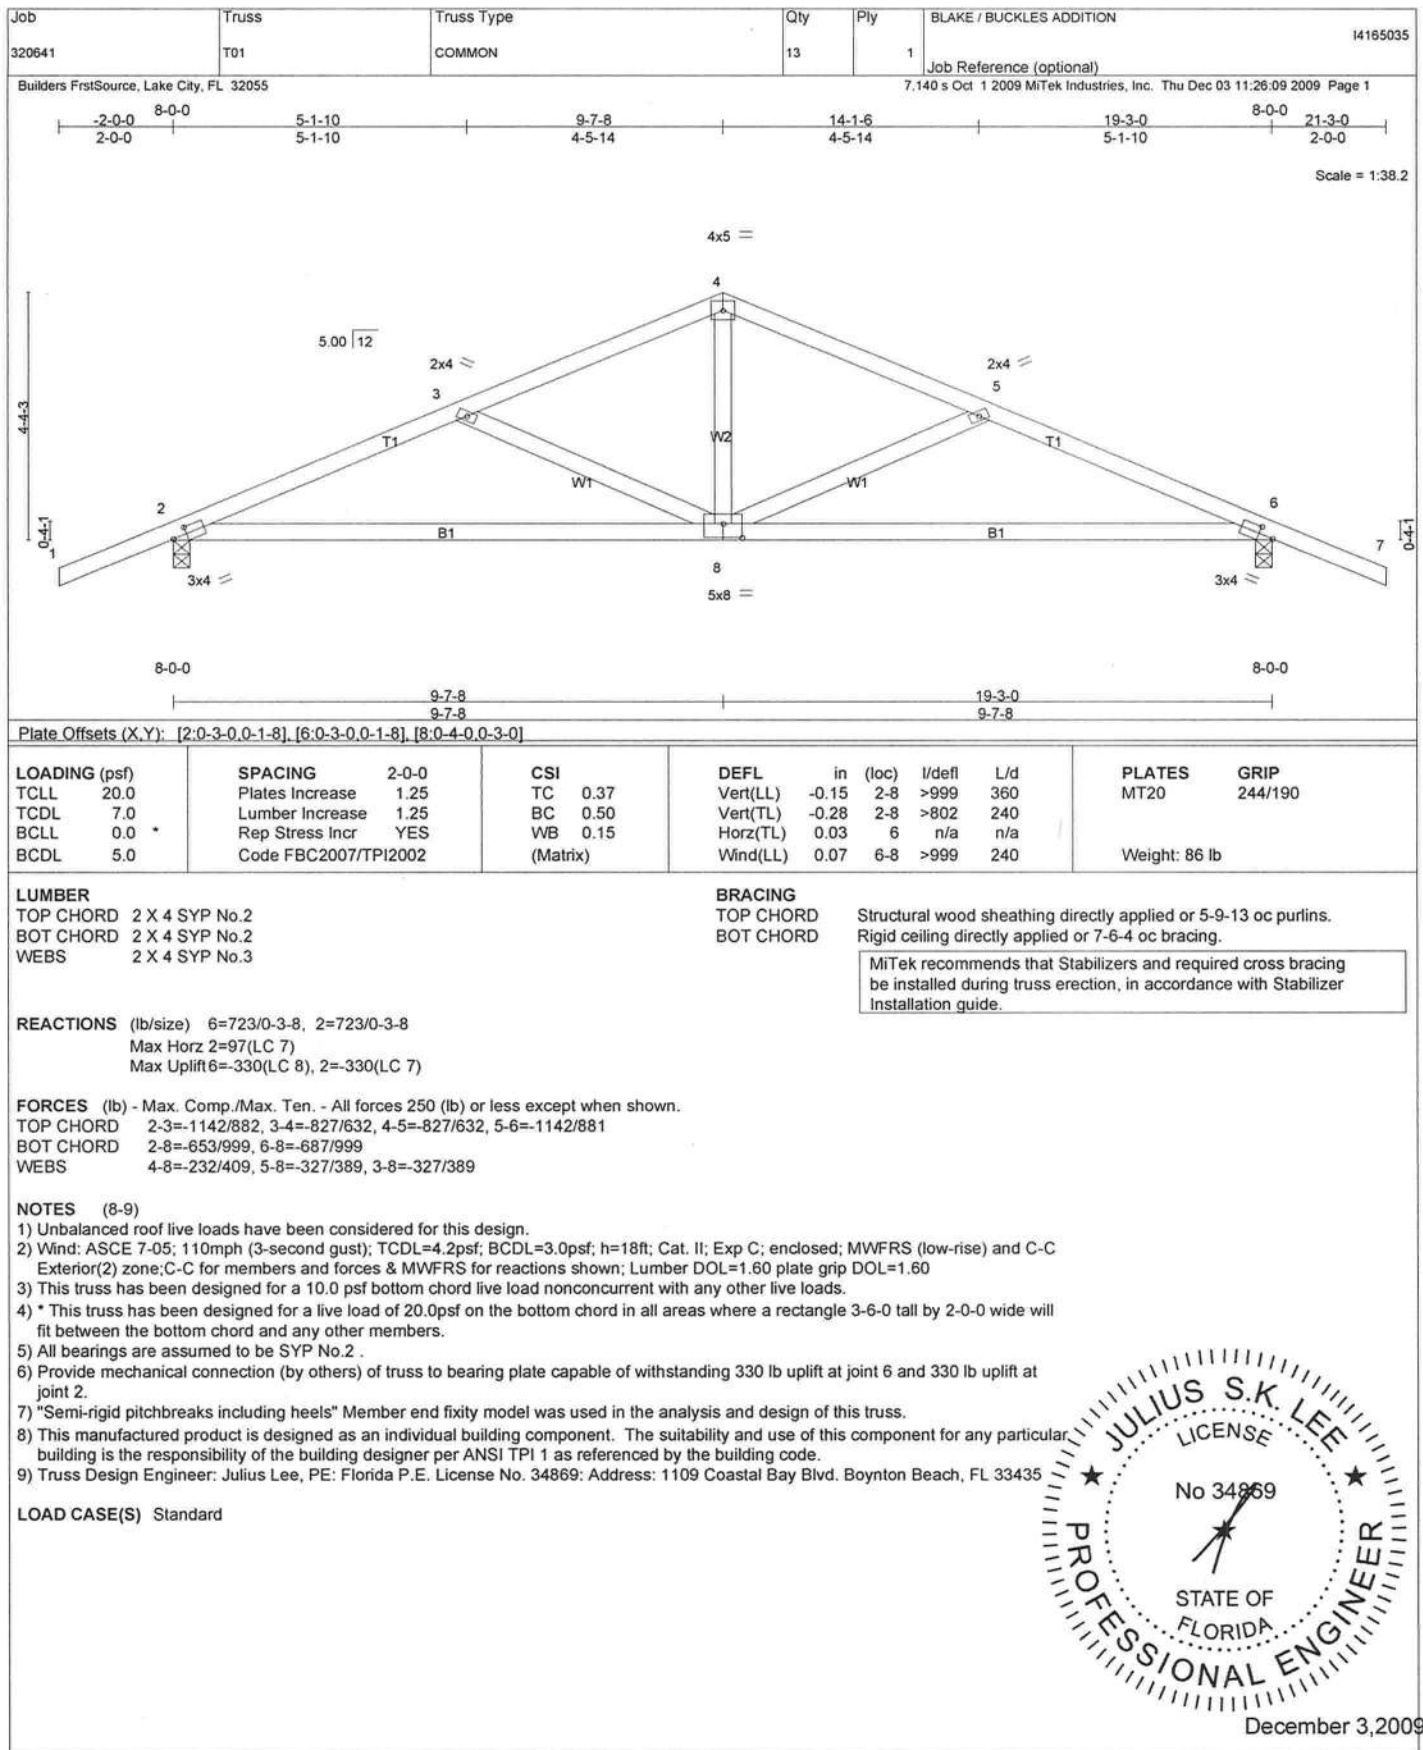 Job Truss Truss Type Qty Ply BLAKE / BUCKLES ADDITION
I4165035
320641 T01 COMMON 13 1
Job Reference (optional)
Builders FrstSource, Lake City, FL 32055 7.140 s Oct 1 2009 MiTek Industries, Inc. Thu Dec 03 11:26:09 2009 Page 1
8-0-0 8-0-0
-2-0-0 5-1-10 9-7-8 14-1-6 19-3-0 21-3-0
2-0-0 5-1-10 4-5-14 4-5-14 5-1-10 2-0-0
Scale = 1:38.2
4x5 =
4
5.00 12
2x4 = 2x4 =
3 5
4-4-3
T1 W2 T1
W1 W1
2 6
0-4-1 0-4-1
1 B1 B1 7
3x4 = 8 3x4 =
5x8 =
8-0-0 8-0-0
9-7-8 19-3-0
9-7-8 9-7-8
Plate Offsets (X,Y): [2:0-3-0,0-1-8], [6:0-3-0,0-1-8], [8:0-4-0,0-3-0]
LOADING (psf) SPACING 2-0-0 CSI DEFL in (loc) l/defl L/d PLATES GRIP
TCLL 20.0 Plates Increase 1.25 TC 0.37 Vert(LL) -0.15 2-8 >999 360 MT20 244/190
TCDL 7.0 Lumber Increase 1.25 BC 0.50 Vert(TL) -0.28 2-8 >802 240
BCLL 0.0 * Rep Stress Incr YES WB 0.15 Horz(TL) 0.03 6 n/a n/a
BCDL 5.0 Code FBC2007/TPI2002 (Matrix) Wind(LL) 0.07 6-8 >999 240 Weight: 86 lb
LUMBER BRACING
TOP CHORD 2 X 4 SYP No.2 TOP CHORD Structural wood sheathing directly applied or 5-9-13 oc purlins.
BOT CHORD 2 X 4 SYP No.2 BOT CHORD Rigid ceiling directly applied or 7-6-4 oc bracing.
WEBS 2 X 4 SYP No.3
MiTek recommends that Stabilizers and required cross bracing
be installed during truss erection, in accordance with Stabilizer
Installation guide.
REACTIONS (lb/size) 6=723/0-3-8, 2=723/0-3-8
Max Horz 2=97(LC 7)
Max Uplift6=-330(LC 8), 2=-330(LC 7)
FORCES (lb) - Max. Comp./Max. Ten. - All forces 250 (lb) or less except when shown.
TOP CHORD 2-3=-1142/882, 3-4=-827/632, 4-5=-827/632, 5-6=-1142/881
BOT CHORD 2-8=-653/999, 6-8=-687/999
WEBS 4-8=-232/409, 5-8=-327/389, 3-8=-327/389
NOTES (8-9)
1) Unbalanced roof live loads have been considered for this design.
2) Wind: ASCE 7-05; 110mph (3-second gust); TCDL=4.2psf; BCDL=3.0psf; h=18ft; Cat. II; Exp C; enclosed; MWFRS (low-rise) and C-C
Exterior(2) zone;C-C for members and forces & MWFRS for reactions shown; Lumber DOL=1.60 plate grip DOL=1.60
3) This truss has been designed for a 10.0 psf bottom chord live load nonconcurrent with any other live loads.
4) * This truss has been designed for a live load of 20.0psf on the bottom chord in all areas where a rectangle 3-6-0 tall by 2-0-0 wide will
fit between the bottom chord and any other members.
5) All bearings are assumed to be SYP No.2 .
6) Provide mechanical connection (by others) of truss to bearing plate capable of withstanding 330 lb uplift at joint 6 and 330 lb uplift at
joint 2.
7) "Semi-rigid pitchbreaks including heels" Member end fixity model was used in the analysis and design of this truss.
8) This manufactured product is designed as an individual building component. The suitability and use of this component for any particular
building is the responsibility of the building designer per ANSI TPI 1 as referenced by the building code.
9) Truss Design Engineer: Julius Lee, PE: Florida P.E. License No. 34869: Address: 1109 Coastal Bay Blvd. Boynton Beach, FL 33435
LOAD CASE(S) Standard
JULIUS S.K. LEE
LICENSE
No 34869
STATE OF
FLORIDA
PROFESSIONAL ENGINEER
December 3,2009